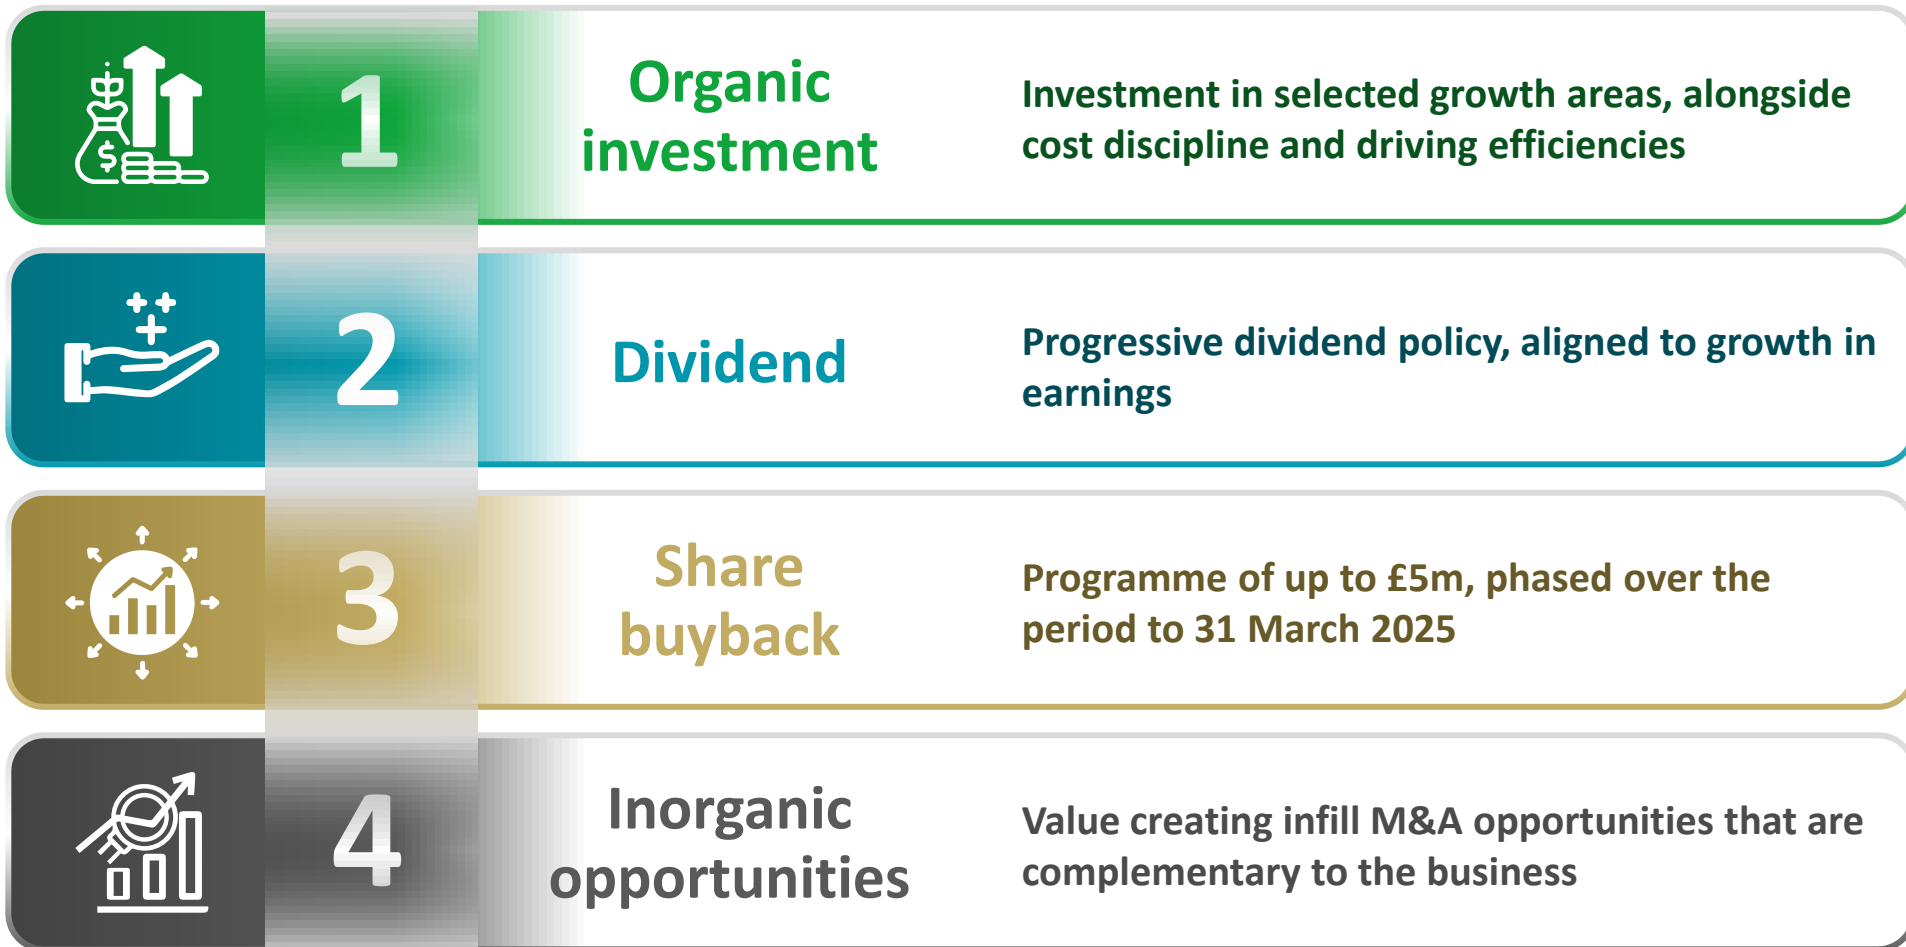 1
Organic
investment
Investment in selected growth areas, alongside
cost discipline and driving efficiencies
2
Dividend
Progressive dividend policy, aligned to growth in
earnings
3
Share
buyback
Programme of up to £5m, phased over the
period to 31 March 2025
4
Inorganic
opportunities
Value creating infill M&A opportunities that are
complementary to the business